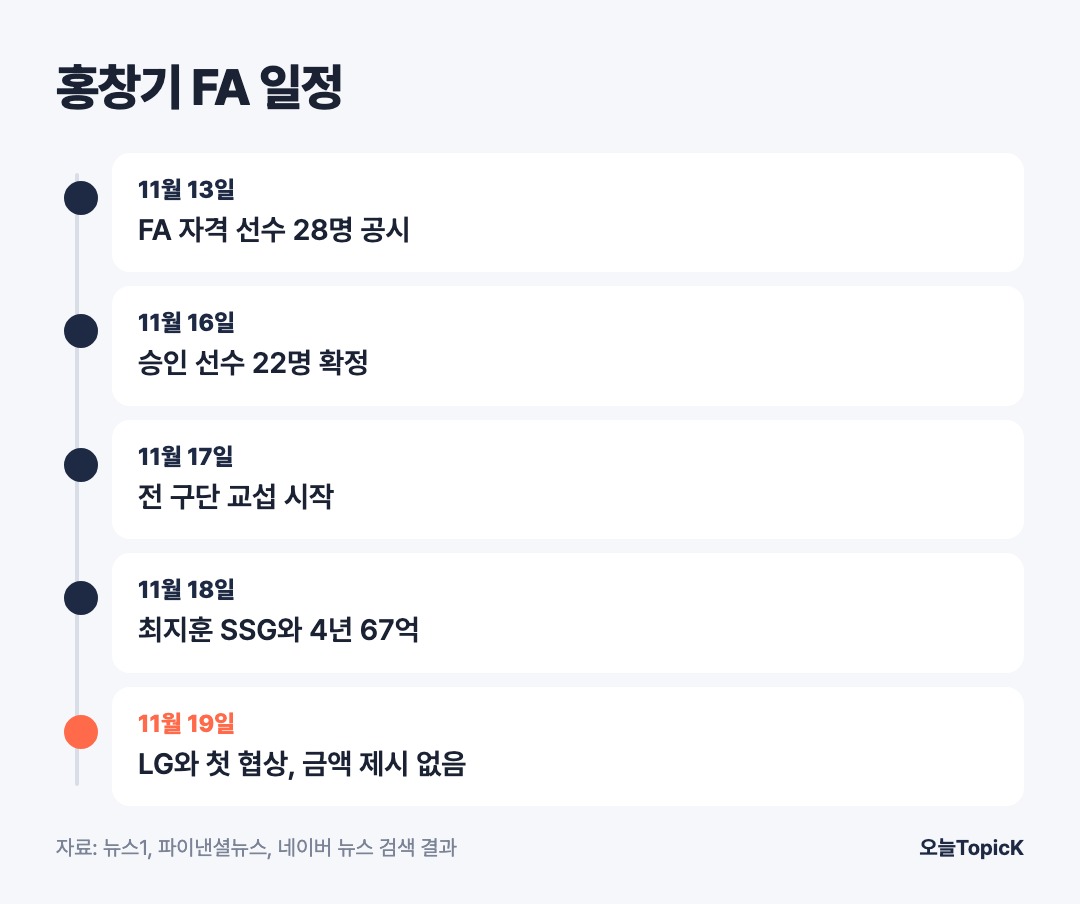 홍창기 FA 일정
11월 13일
FA 자격 선수 28명 공시
11월 16일
승인 선수 22명 확정
11월 17일
전 구단 교섭 시작
11월 18일
최지훈 SSG와 4년 67억
11월 19일
LG와 첫 협상, 금액 제시 없음
자료: 뉴스1, 파이낸셜뉴스, 네이버 뉴스 검색 결과
오늘TopicK